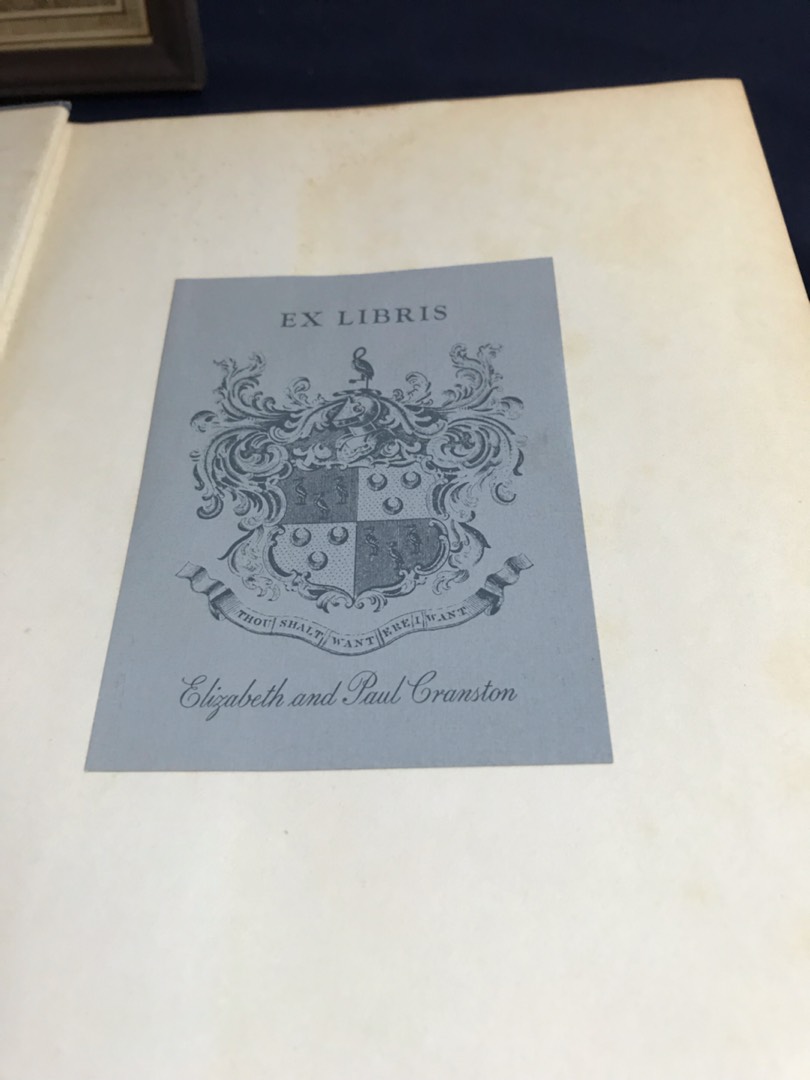 EX LIBRIS
THOU SHALT WANT ERE I WANT
Elizabeth and Paul Cranston